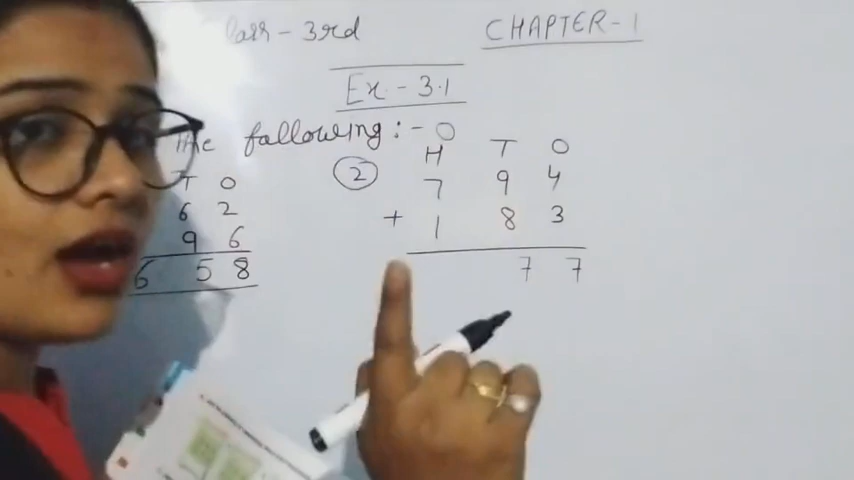 - 3rd
CHAPTER-1
Ex.-3.1
the following:-
T O
6 2
9 6
6 5 8
②
H T O
7 9 4
+ 1 8 3
7 7